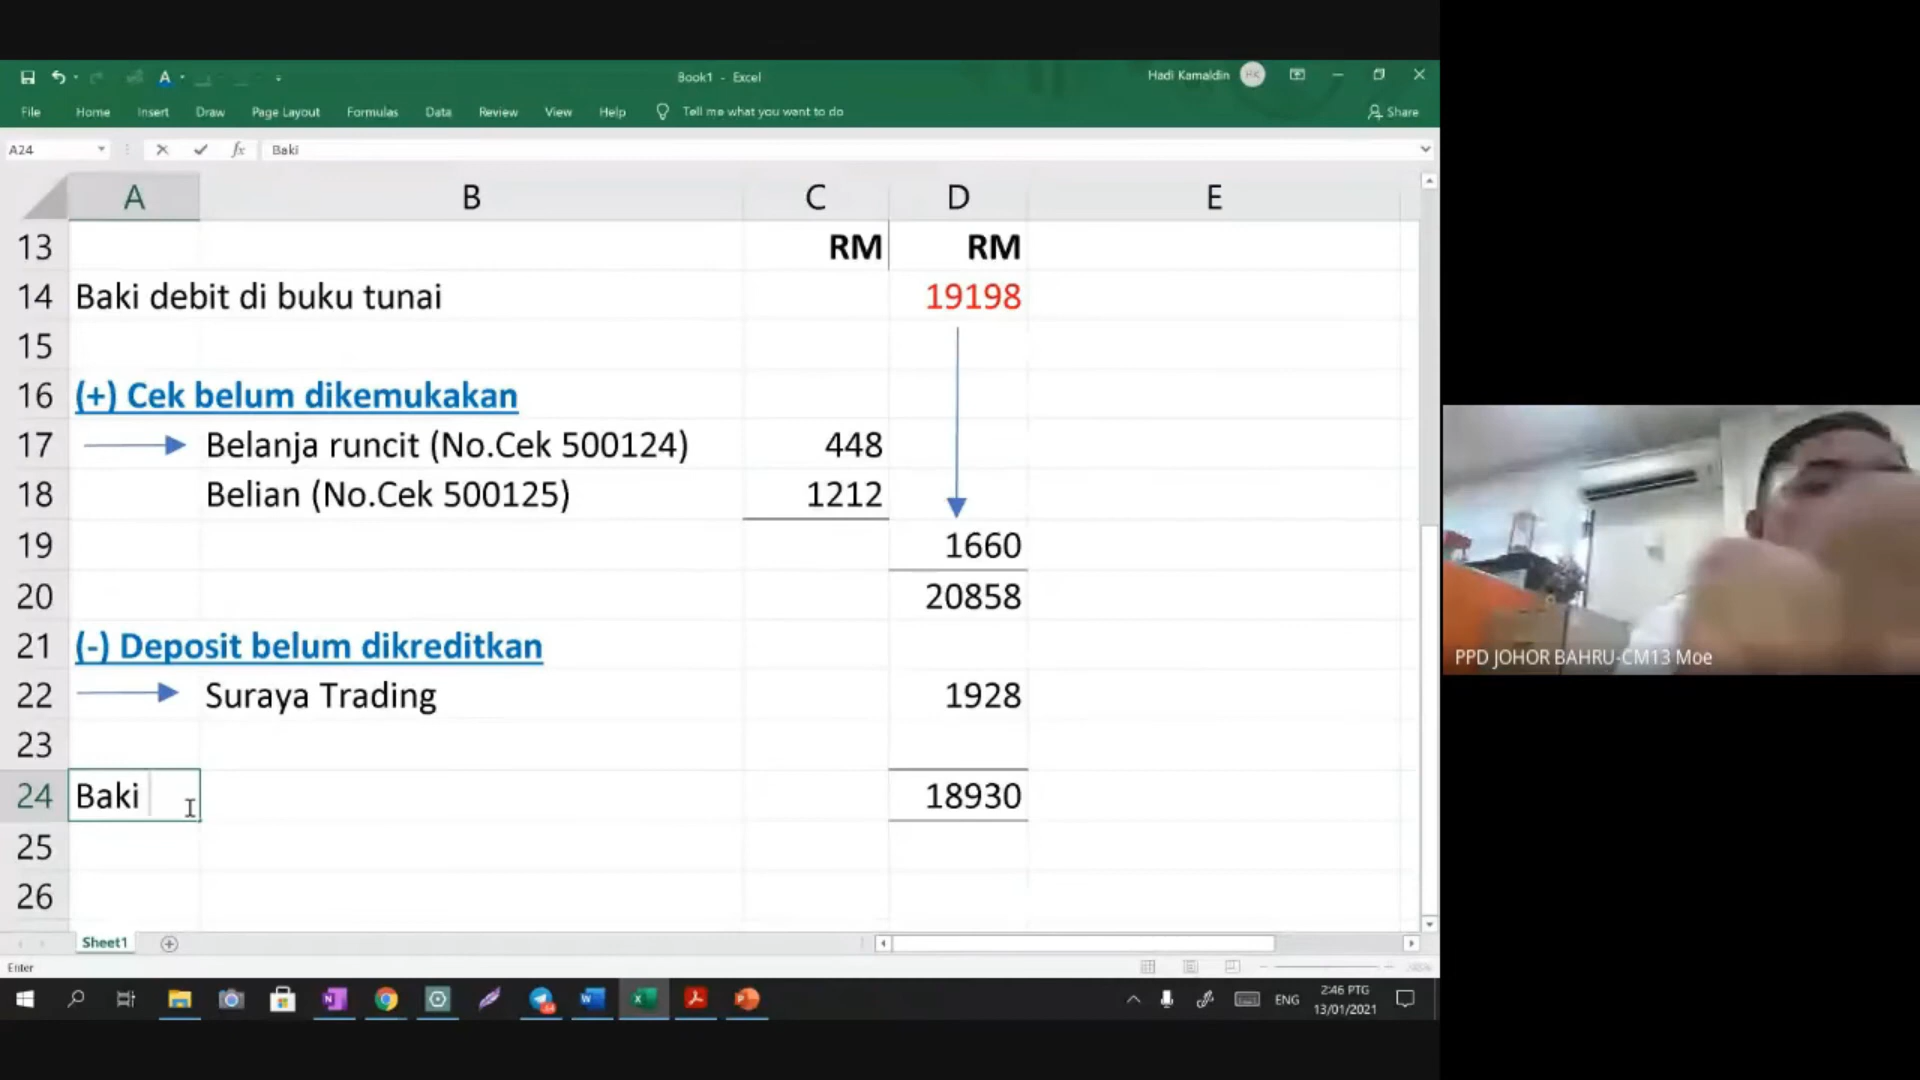 Book1 - Excel
Hadi Kamaldin
HK
File Home Insert Draw Page Layout Formulas Data Review View Help Tell me what you want to do
Share
A24
fx
Baki
A B C D E
13 RM RM
14 Baki debit di buku tunai 19198
15
16 (+) Cek belum dikemukakan
17 Belanja runcit (No.Cek 500124) 448
18 Belian (No.Cek 500125) 1212
19 1660
20 20858
21 (-) Deposit belum dikreditkan
22 Suraya Trading 1928
23
24 Baki 18930
25
26
PPD JOHOR BAHRU-CM13 Moe
Sheet1
Enter
ENG
2:46 PTG
13/01/2021